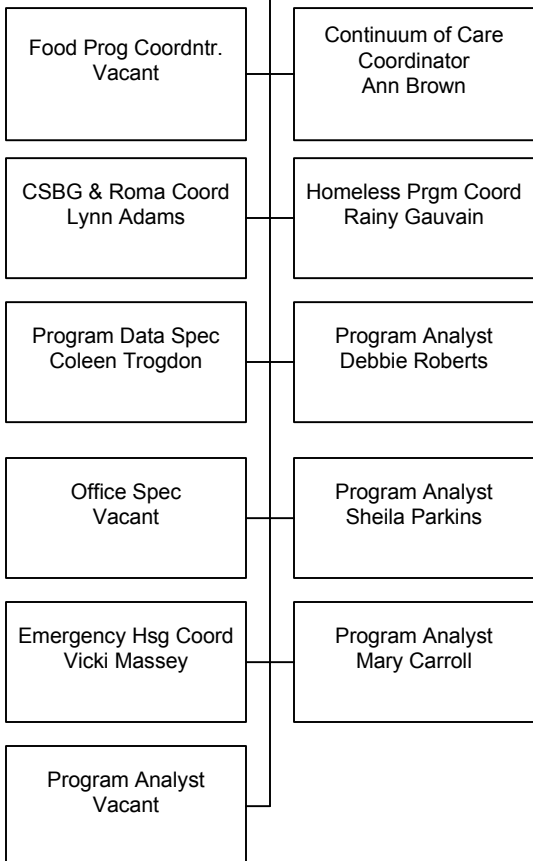 Food Prog Coordntr.
Vacant
Continuum of Care
Coordinator
Ann Brown
CSBG & Roma Coord
Lynn Adams
Homeless Prgm Coord
Rainy Gauvain
Program Data Spec
Coleen Trogdon
Program Analyst
Debbie Roberts
Office Spec
Vacant
Program Analyst
Sheila Parkins
Emergency Hsg Coord
Vicki Massey
Program Analyst
Mary Carroll
Program Analyst
Vacant